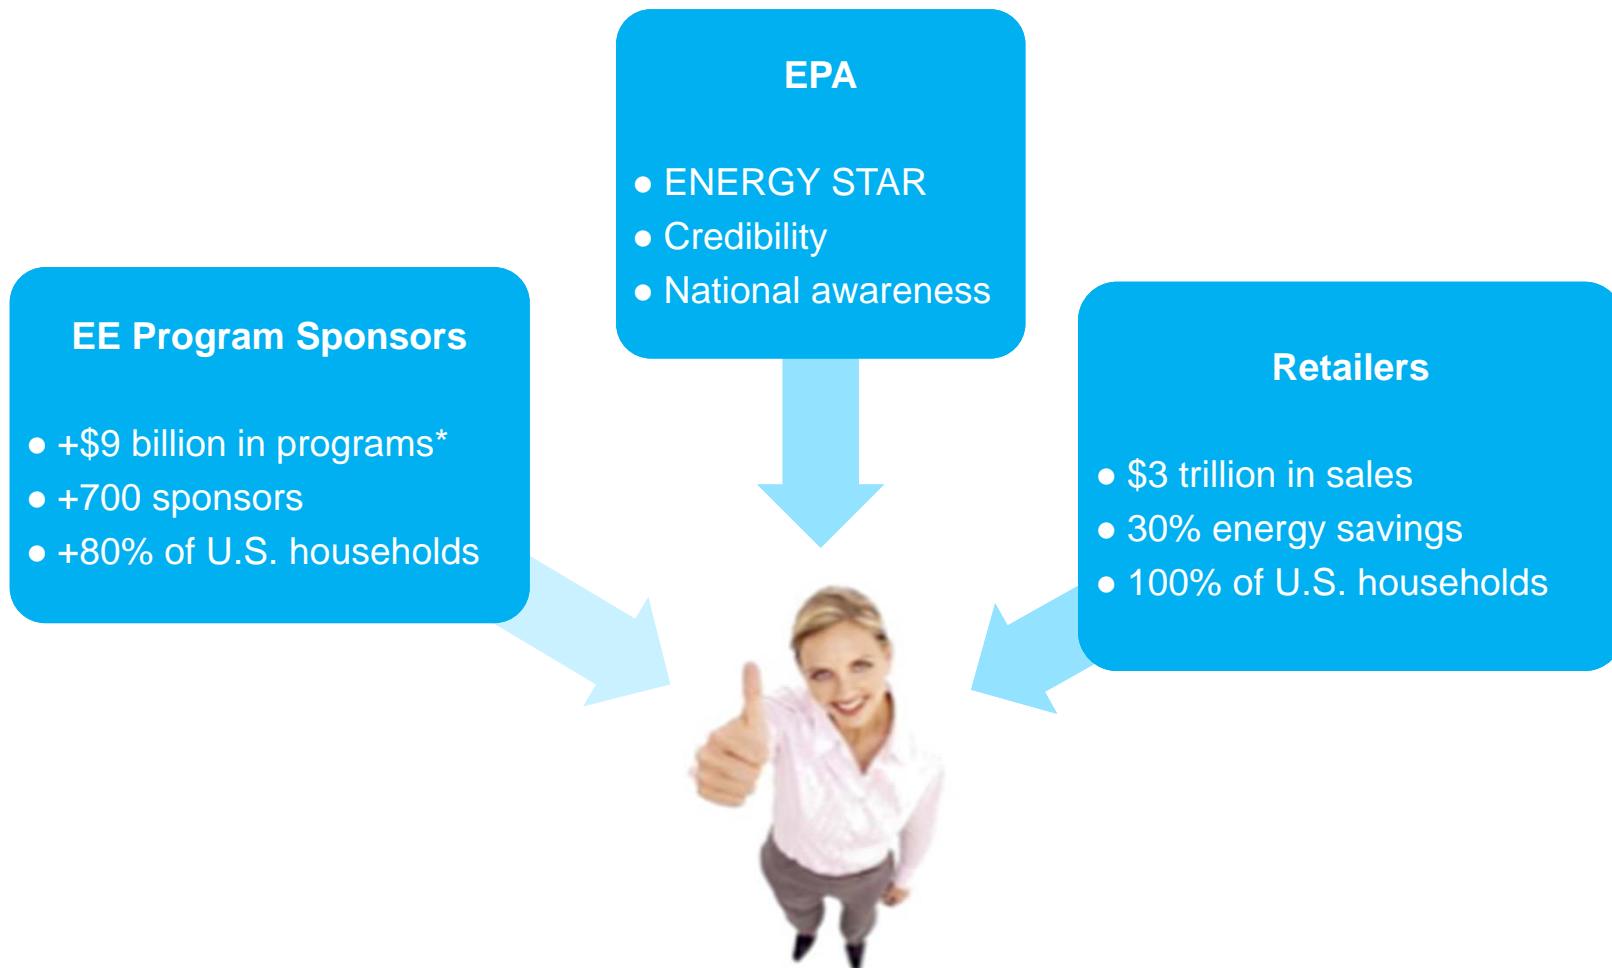 EPA
● ENERGY STAR
● Credibility
● National awareness
EE Program Sponsors
● +$9 billion in programs*
● +700 sponsors
● +80% of U.S. households
Retailers
● $3 trillion in sales
● 30% energy savings
● 100% of U.S. households